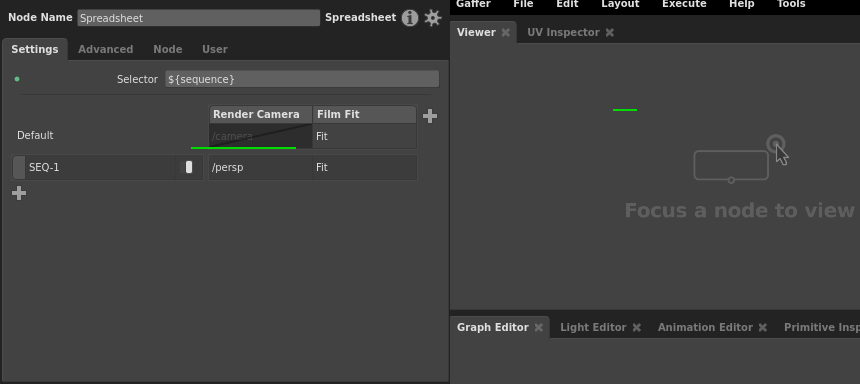 Node Name Spreadsheet Spreadsheet
Settings Advanced Node User
Selector ${sequence}
Render Camera Film Fit
Default /camera Fit
SEQ-1 /persp Fit
Gaffer File Edit Layout Execute Help Tools
Viewer UV Inspector
Focus a node to view
Graph Editor Light Editor Animation Editor Primitive Insp